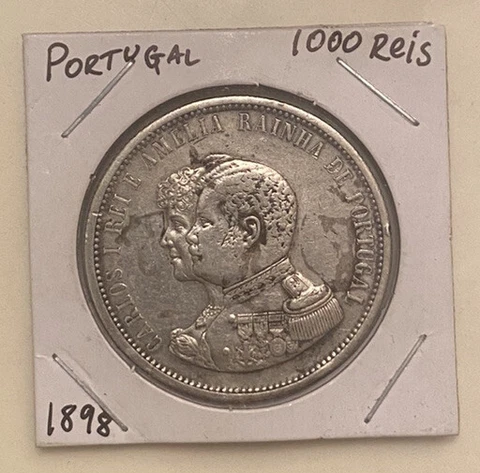 PORTUGAL 1000 Reis
CARLOS I REI E AMELIA RAINHA DE PORTUGAL
1898